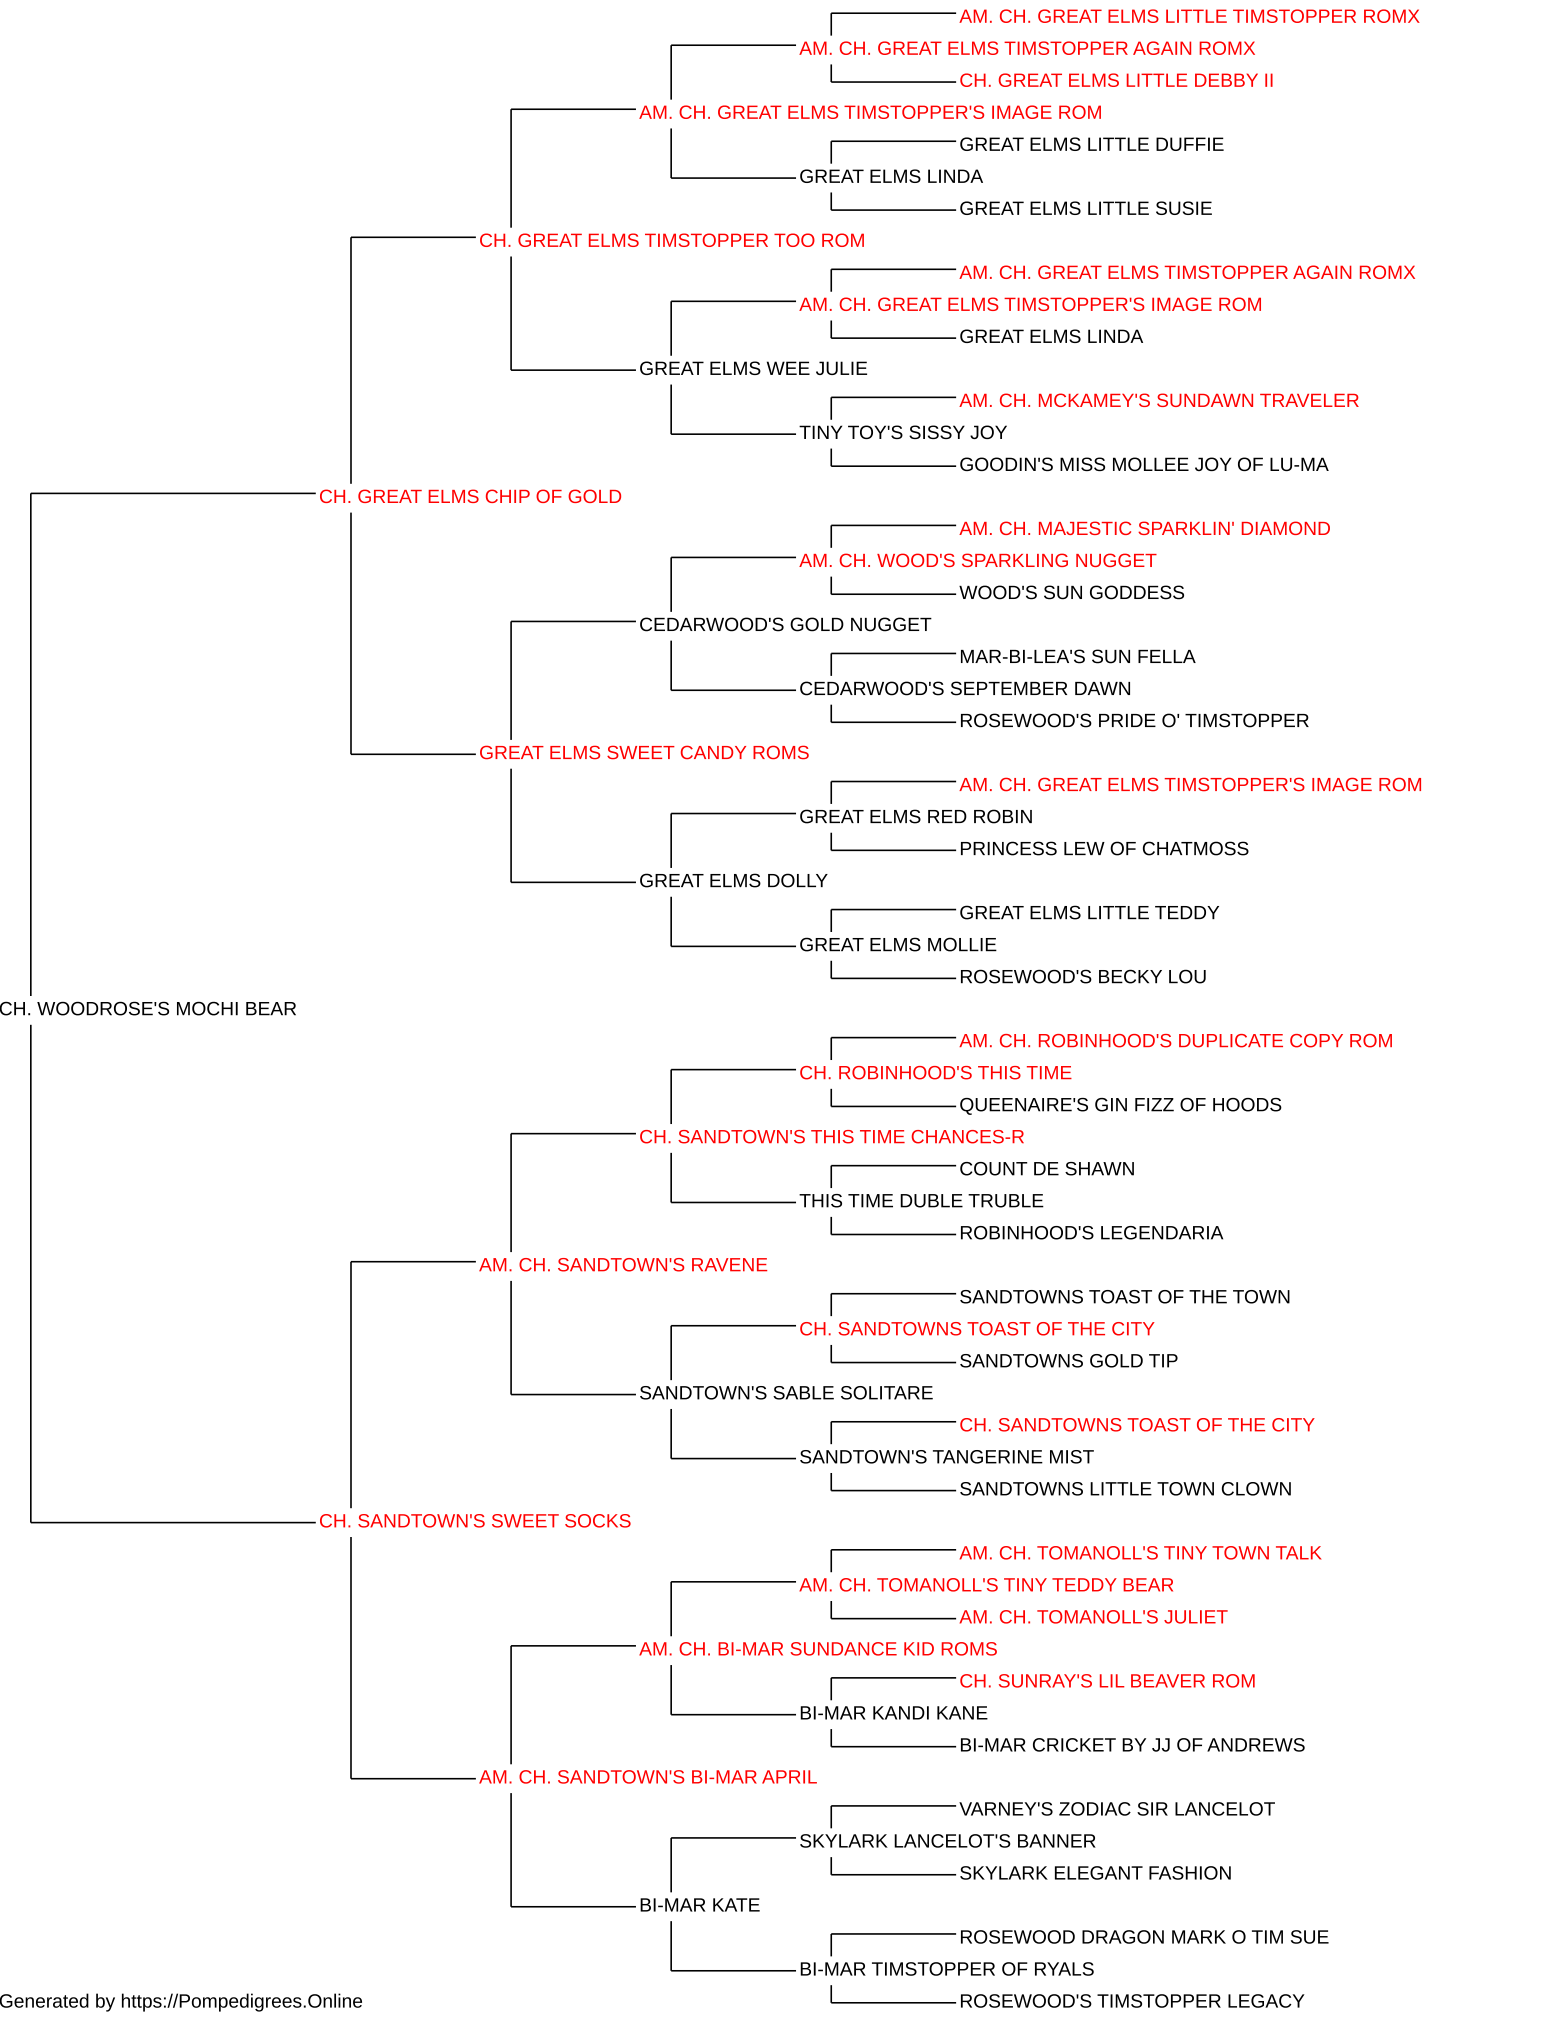 AM. CH. GREAT ELMS LITTLE TIMSTOPPER ROMX
AM. CH. GREAT ELMS TIMSTOPPER AGAIN ROMX
CH. GREAT ELMS LITTLE DEBBY II
AM. CH. GREAT ELMS TIMSTOPPER'S IMAGE ROM
GREAT ELMS LITTLE DUFFIE
GREAT ELMS LINDA
GREAT ELMS LITTLE SUSIE
CH. GREAT ELMS TIMSTOPPER TOO ROM
AM. CH. GREAT ELMS TIMSTOPPER AGAIN ROMX
AM. CH. GREAT ELMS TIMSTOPPER'S IMAGE ROM
GREAT ELMS LINDA
GREAT ELMS WEE JULIE
AM. CH. MCKAMEY'S SUNDAWN TRAVELER
TINY TOY'S SISSY JOY
GOODIN'S MISS MOLLEE JOY OF LU-MA
CH. GREAT ELMS CHIP OF GOLD
AM. CH. MAJESTIC SPARKLIN' DIAMOND
AM. CH. WOOD'S SPARKLING NUGGET
WOOD'S SUN GODDESS
CEDARWOOD'S GOLD NUGGET
MAR-BI-LEA'S SUN FELLA
CEDARWOOD'S SEPTEMBER DAWN
ROSEWOOD'S PRIDE O' TIMSTOPPER
GREAT ELMS SWEET CANDY ROMS
AM. CH. GREAT ELMS TIMSTOPPER'S IMAGE ROM
GREAT ELMS RED ROBIN
PRINCESS LEW OF CHATMOSS
GREAT ELMS DOLLY
GREAT ELMS LITTLE TEDDY
GREAT ELMS MOLLIE
ROSEWOOD'S BECKY LOU
CH. WOODROSE'S MOCHI BEAR
AM. CH. ROBINHOOD'S DUPLICATE COPY ROM
CH. ROBINHOOD'S THIS TIME
QUEENAIRE'S GIN FIZZ OF HOODS
CH. SANDTOWN'S THIS TIME CHANCES-R
COUNT DE SHAWN
THIS TIME DUBLE TRUBLE
ROBINHOOD'S LEGENDARIA
AM. CH. SANDTOWN'S RAVENE
SANDTOWNS TOAST OF THE TOWN
CH. SANDTOWNS TOAST OF THE CITY
SANDTOWNS GOLD TIP
SANDTOWN'S SABLE SOLITARE
CH. SANDTOWNS TOAST OF THE CITY
SANDTOWN'S TANGERINE MIST
SANDTOWNS LITTLE TOWN CLOWN
CH. SANDTOWN'S SWEET SOCKS
AM. CH. TOMANOLL'S TINY TOWN TALK
AM. CH. TOMANOLL'S TINY TEDDY BEAR
AM. CH. TOMANOLL'S JULIET
AM. CH. BI-MAR SUNDANCE KID ROMS
CH. SUNRAY'S LIL BEAVER ROM
BI-MAR KANDI KANE
BI-MAR CRICKET BY JJ OF ANDREWS
AM. CH. SANDTOWN'S BI-MAR APRIL
VARNEY'S ZODIAC SIR LANCELOT
SKYLARK LANCELOT'S BANNER
SKYLARK ELEGANT FASHION
BI-MAR KATE
ROSEWOOD DRAGON MARK O TIM SUE
BI-MAR TIMSTOPPER OF RYALS
ROSEWOOD'S TIMSTOPPER LEGACY
Generated by https://Pompedigrees.Online